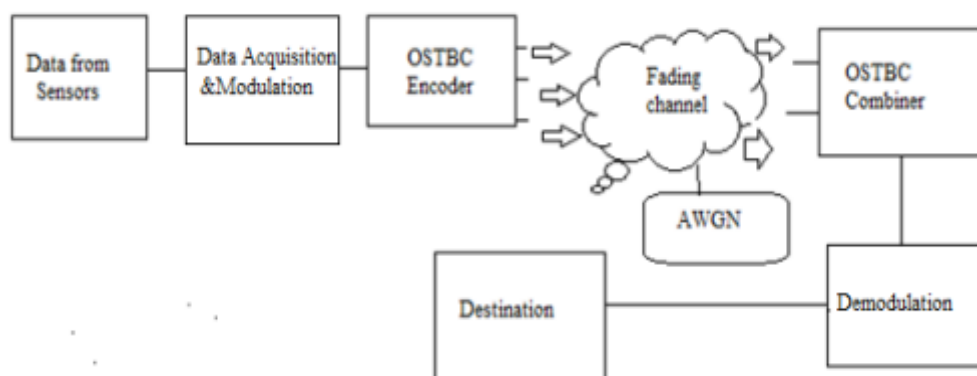 Data from
Sensors
Data Acquisition
&Modulation
OSTBC
Encoder
Fading
channel
OSTBC
Combiner
AWGN
Destination
Demodulation